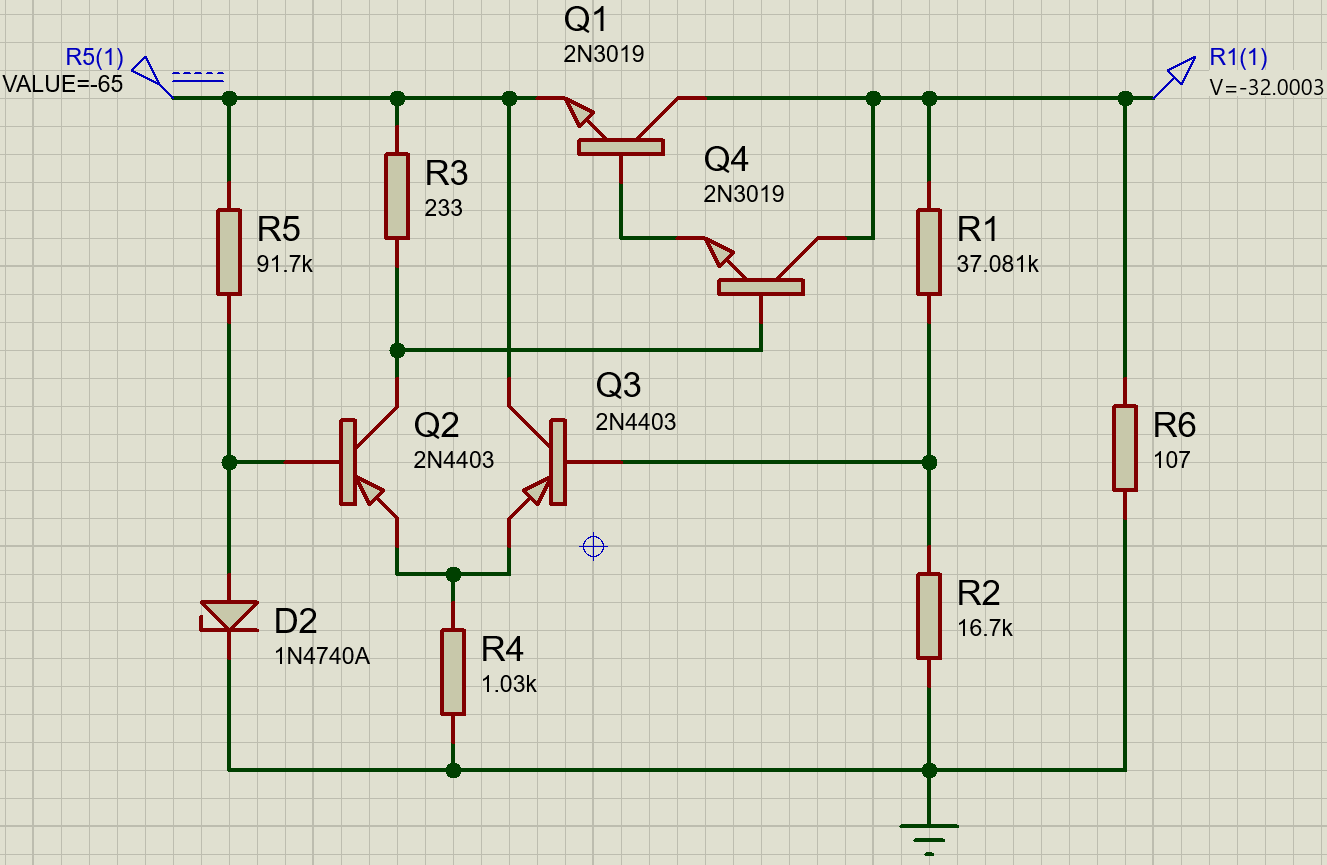 Q1
2N3019
R5(1)
VALUE=-65
R1(1)
V=-32.0003
Q4
2N3019
R3
233
R5
91.7k
R1
37.081k
Q3
2N4403
Q2
2N4403
R6
107
D2
1N4740A
R4
1.03k
R2
16.7k